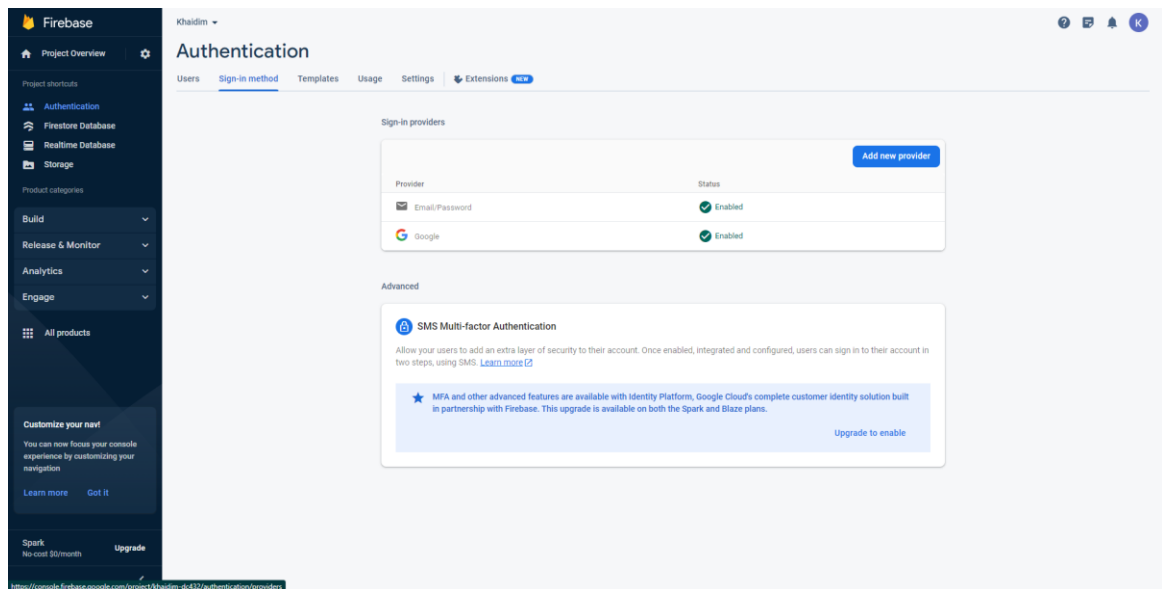 Firebase
Project Overview
Project shortcuts
Authentication
Firestore Database
Realtime Database
Storage
Product categories
Build
Release & Monitor
Analytics
Engage
All products
Customize your nav!
You can now focus your console
experience by customizing your
navigation
Learn more Got it
Spark
No-cost $0/month
Upgrade
https://console.firebase.google.com/project/khaidim-dc437/authentication/providers
Khaidim
K
Authentication
Users Sign-in method Templates Usage Settings Extensions NEW
Sign-in providers
Add new provider
Provider Status
Email/Password Enabled
Google Enabled
Advanced
SMS Multi-factor Authentication
Allow your users to add an extra layer of security to their account. Once enabled, integrated and configured, users can sign in to their account in
two steps, using SMS. Learn more
MFA and other advanced features are available with Identity Platform, Google Cloud's complete customer identity solution built
in partnership with Firebase. This upgrade is available on both the Spark and Blaze plans.
Upgrade to enable